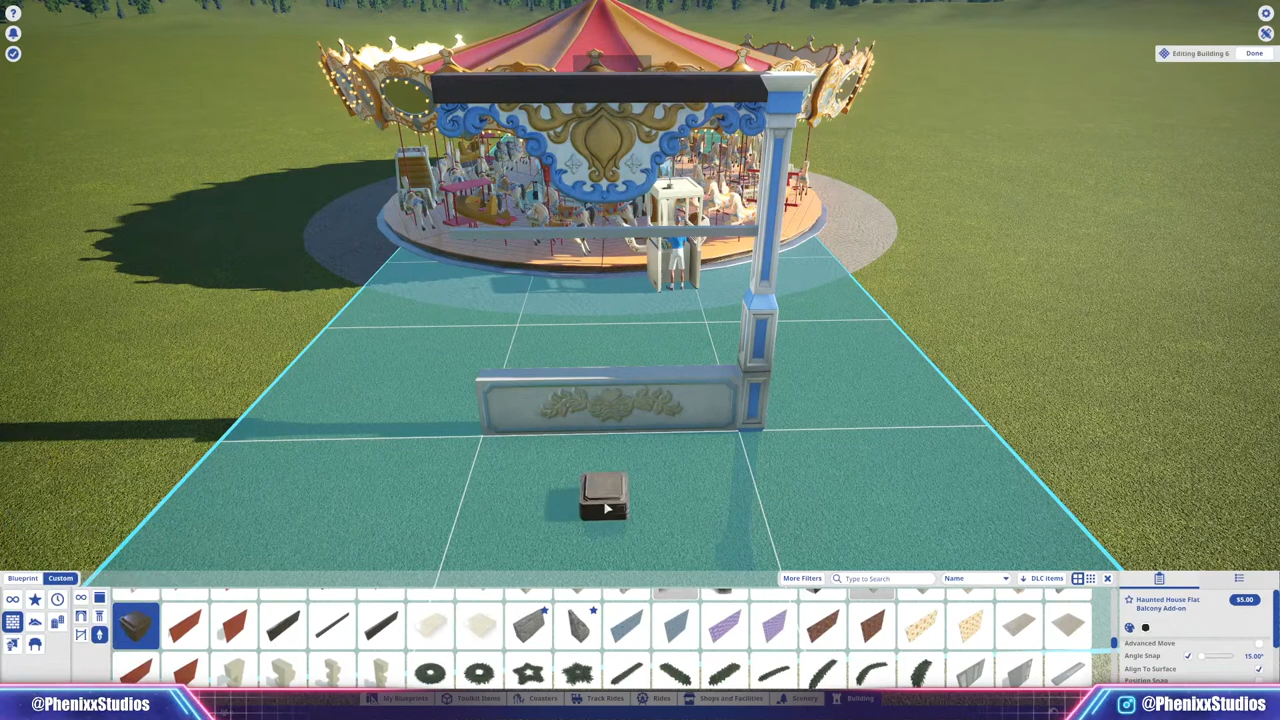 ?
Editing Building 6
Done
Blueprint
Custom
More Filters
Type to Search
Name
DLC items
Haunted House Flat
Balcony Add-on
$5.00
Advanced Move
Angle Snap
15.00°
Align To Surface
Position Snap
@PhenixxStudios
My Blueprints
Toolkit Demo
Coasters
Track Rides
Rides
Shops and Facilities
Scenery
Building
@PhenixxStudios